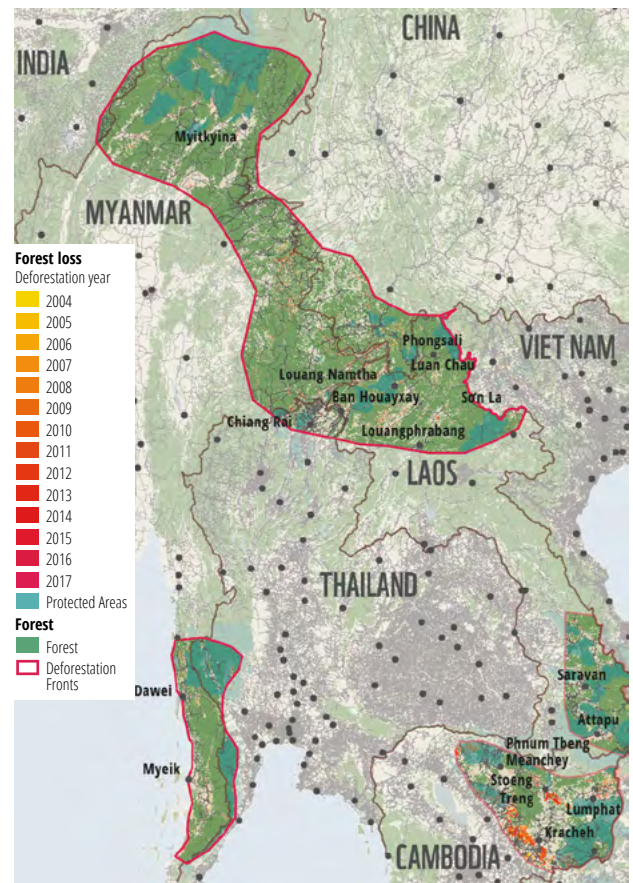 CHINA
INDIA
Myitkyina
MYANMAR
Forest loss
Deforestation year
2004
2005
2006
2007
2008
2009
2010
2011
2012
2013
2014
2015
2016
2017
Protected Areas
Forest
Forest
Deforestation
Fronts
Phongsali
VIET NAM
Luan Chau
Louang Namtha
Ban Houayxay
Sơn La
Chiang Rai
Louangphrabang
LAOS
THAILAND
Saravan
Dawei
Attapu
Phnum Tbeng
Meanchey
Myeik
Stoeng
Treng
Lumphat
Kracheh
CAMBODIA